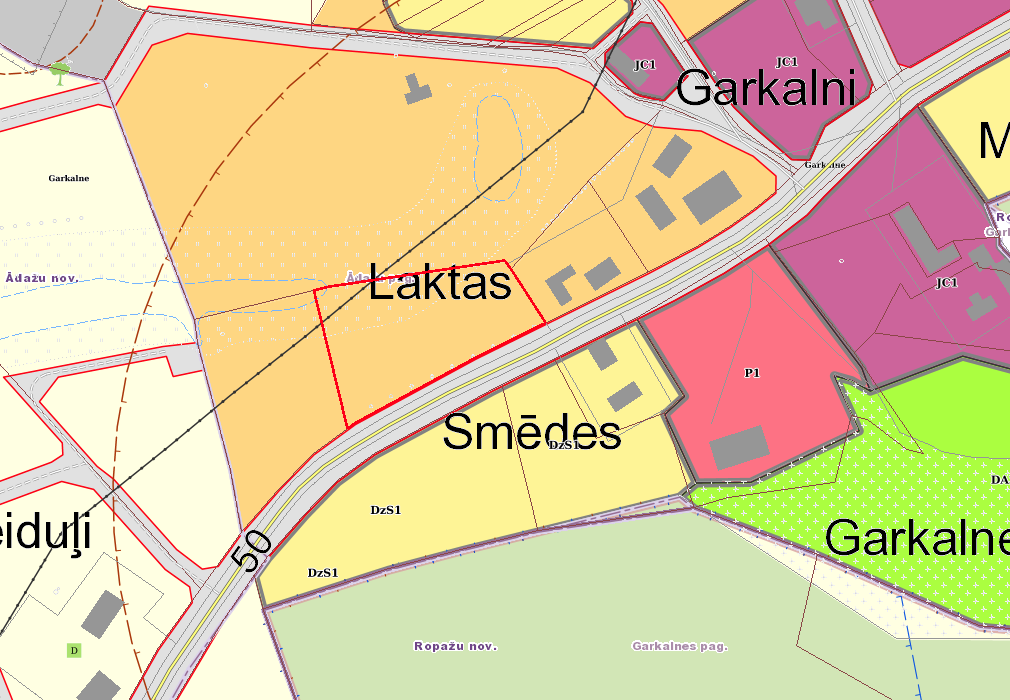 JC1
JC1
Garkalni
M
Garkalne
Garkalne
Ādažu nov.
Laktas
JC1
P1
Smēdes
DzS1
DzS1
DA
eiduļi
50
Garkalne
DzS1
D
Ropažu nov.
Garkalnes pag.